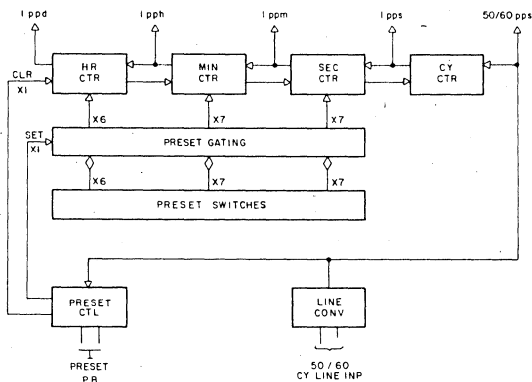 1 ppd
1 pph
1 ppm
1 pps
50/60 pps
HR
CTR
MIN
CTR
SEC
CTR
CY
CTR
CLR
X1
X6
X7
X7
SET
X1
PRESET GATING
X6
X7
X7
PRESET SWITCHES
PRESET
CTL
LINE
CONV
PRESET
P.B.
50 / 60
CY LINE INP